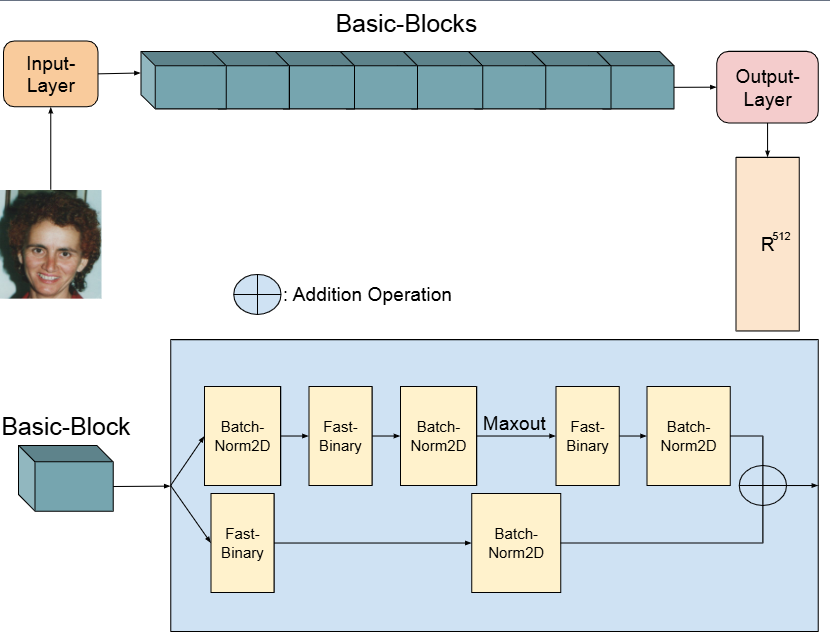 Basic-Blocks
Input-
Layer
Output-
Layer
R^512
: Addition Operation
Basic-Block
Batch-
Norm2D
Fast-
Binary
Batch-
Norm2D
Maxout
Fast-
Binary
Batch-
Norm2D
Fast-
Binary
Batch-
Norm2D